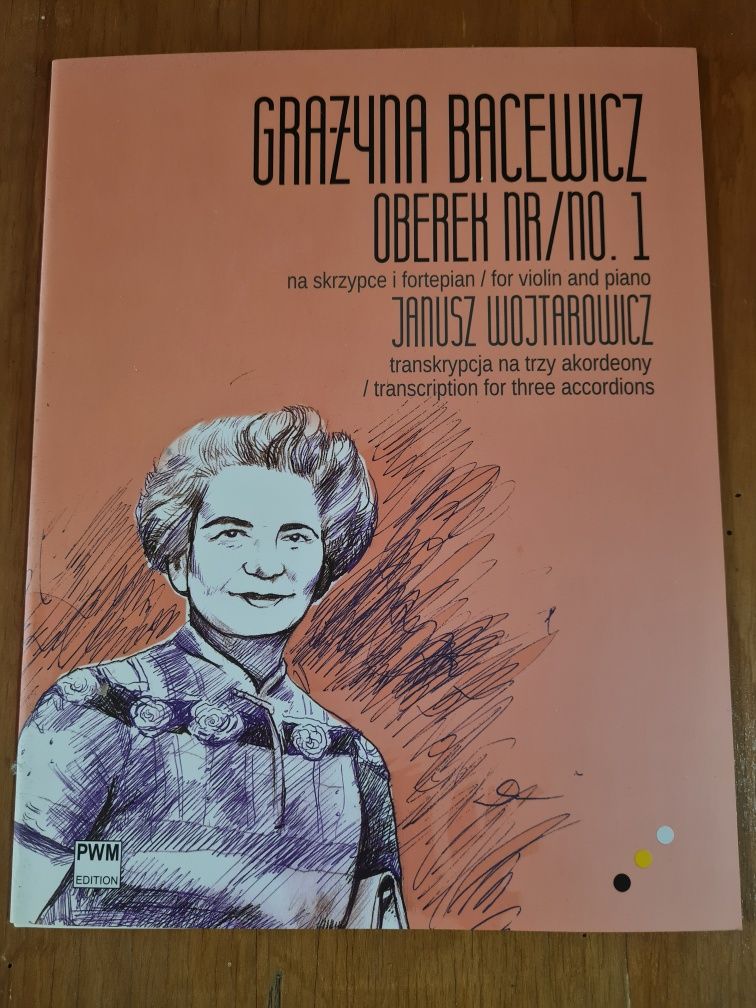 GRAŻYNA BACEWICZ
OBEREK NR/NO. 1
na skrzypce i fortepian / for violin and piano
JANUSZ WOJTAROWICZ
transkrypcja na trzy akordeony
/ transcription for three accordions
PWM
EDITION